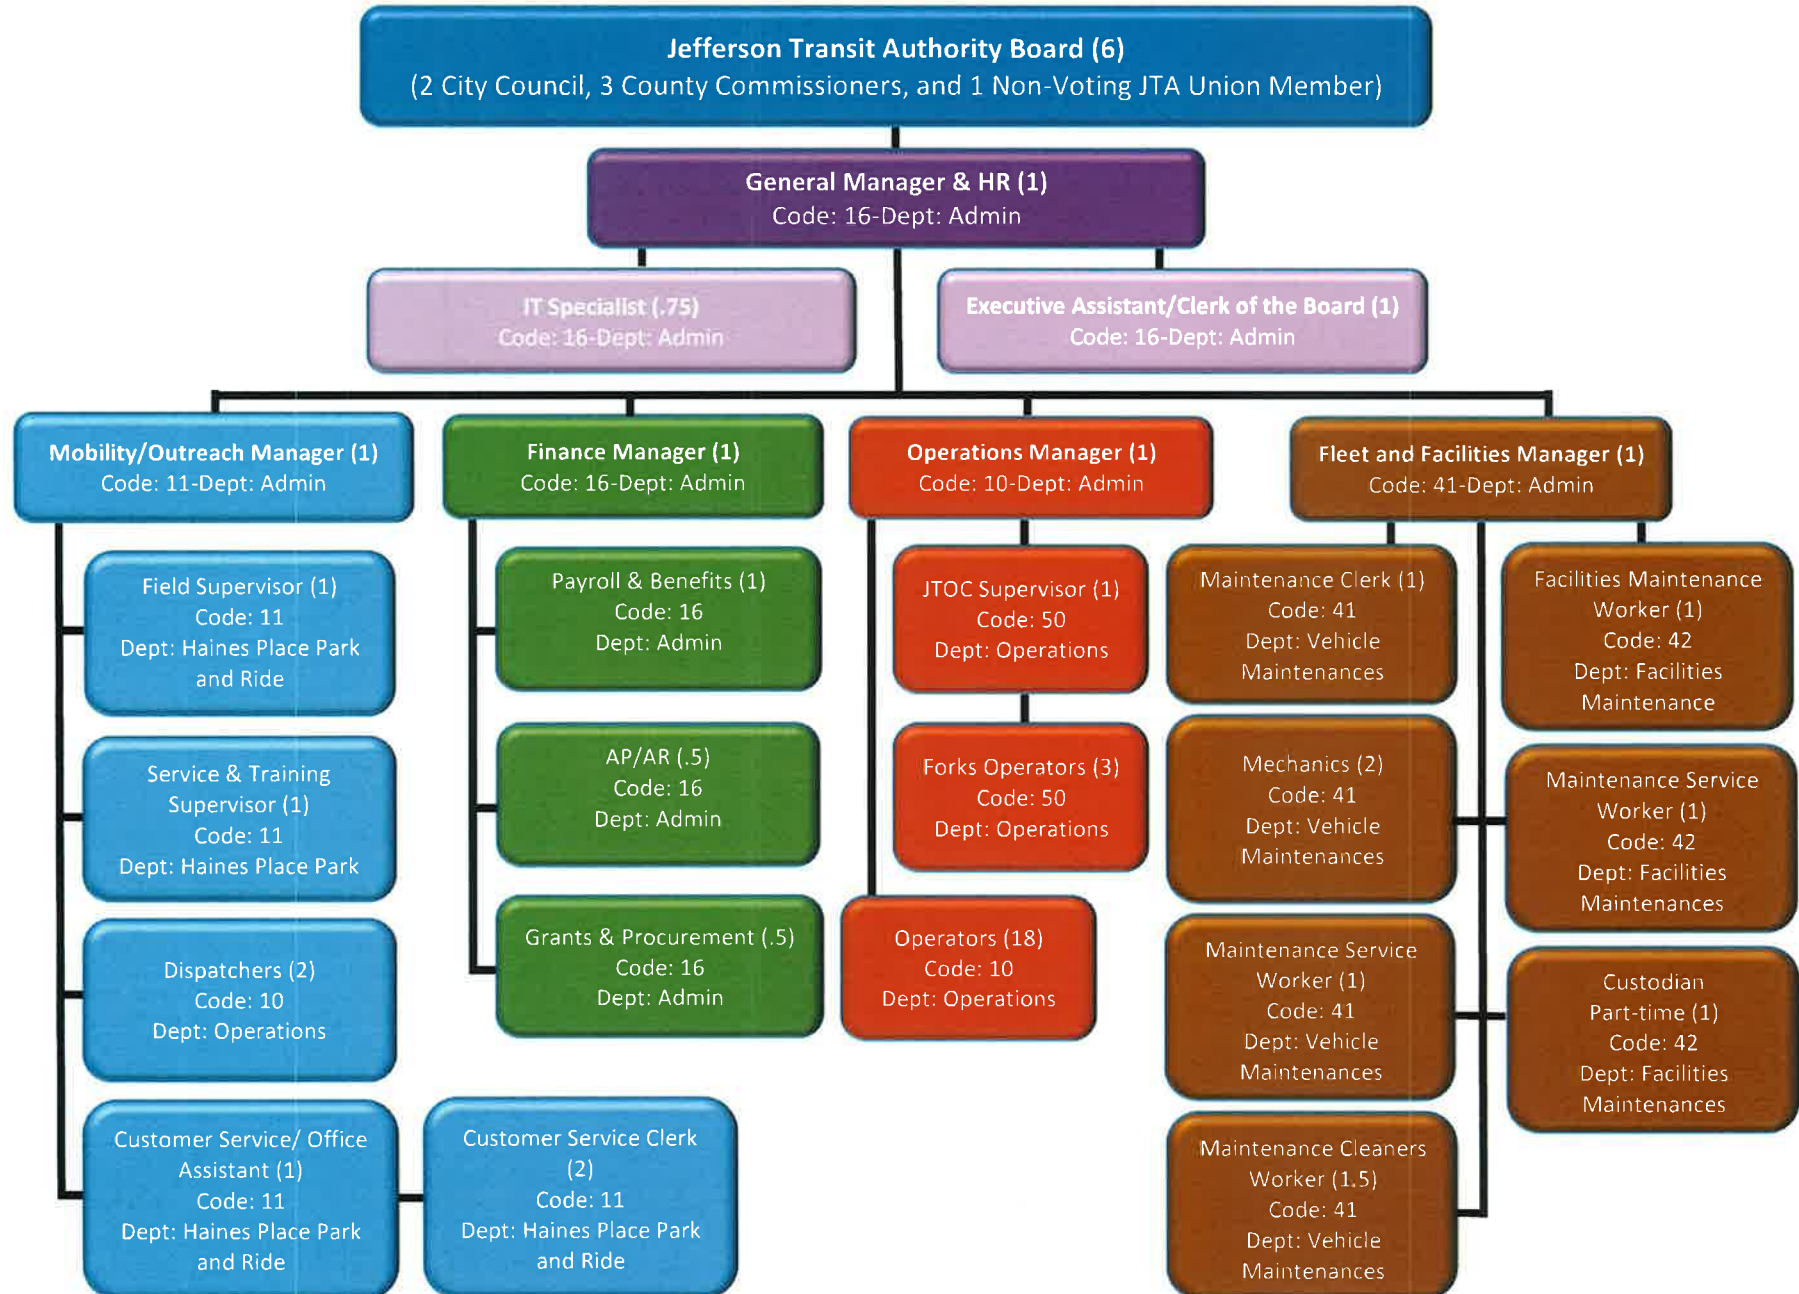 Jefferson Transit Authority Board (6)
(2 City Council, 3 County Commissioners, and 1 Non-Voting JTA Union Member)
General Manager & HR (1)
Code: 16-Dept: Admin
IT Specialist (.75)
Code: 16-Dept: Admin
Executive Assistant/Clerk of the Board (1)
Code: 16-Dept: Admin
Mobility/Outreach Manager (1)
Code: 11-Dept: Admin
Finance Manager (1)
Code: 16-Dept: Admin
Operations Manager (1)
Code: 10-Dept: Admin
Fleet and Facilities Manager (1)
Code: 41-Dept: Admin
Field Supervisor (1)
Code: 11
Dept: Haines Place Park
and Ride
Service & Training
Supervisor (1)
Code: 11
Dept: Haines Place Park
Dispatchers (2)
Code: 10
Dept: Operations
Customer Service/ Office
Assistant (1)
Code: 11
Dept: Haines Place Park
and Ride
Customer Service Clerk
(2)
Code: 11
Dept: Haines Place Park
and Ride
Payroll & Benefits (1)
Code: 16
Dept: Admin
AP/AR (.5)
Code: 16
Dept: Admin
Grants & Procurement (.5)
Code: 16
Dept: Admin
JTOC Supervisor (1)
Code: 50
Dept: Operations
Forks Operators (3)
Code: 50
Dept: Operations
Operators (18)
Code: 10
Dept: Operations
Maintenance Clerk (1)
Code: 41
Dept: Vehicle
Maintenances
Mechanics (2)
Code: 41
Dept: Vehicle
Maintenances
Maintenance Service
Worker (1)
Code: 41
Dept: Vehicle
Maintenances
Maintenance Cleaners
Worker (1.5)
Code: 41
Dept: Vehicle
Maintenances
Facilities Maintenance
Worker (1)
Code: 42
Dept: Facilities
Maintenance
Maintenance Service
Worker (1)
Code: 42
Dept: Facilities
Maintenances
Custodian
Part-time (1)
Code: 42
Dept: Facilities
Maintenances